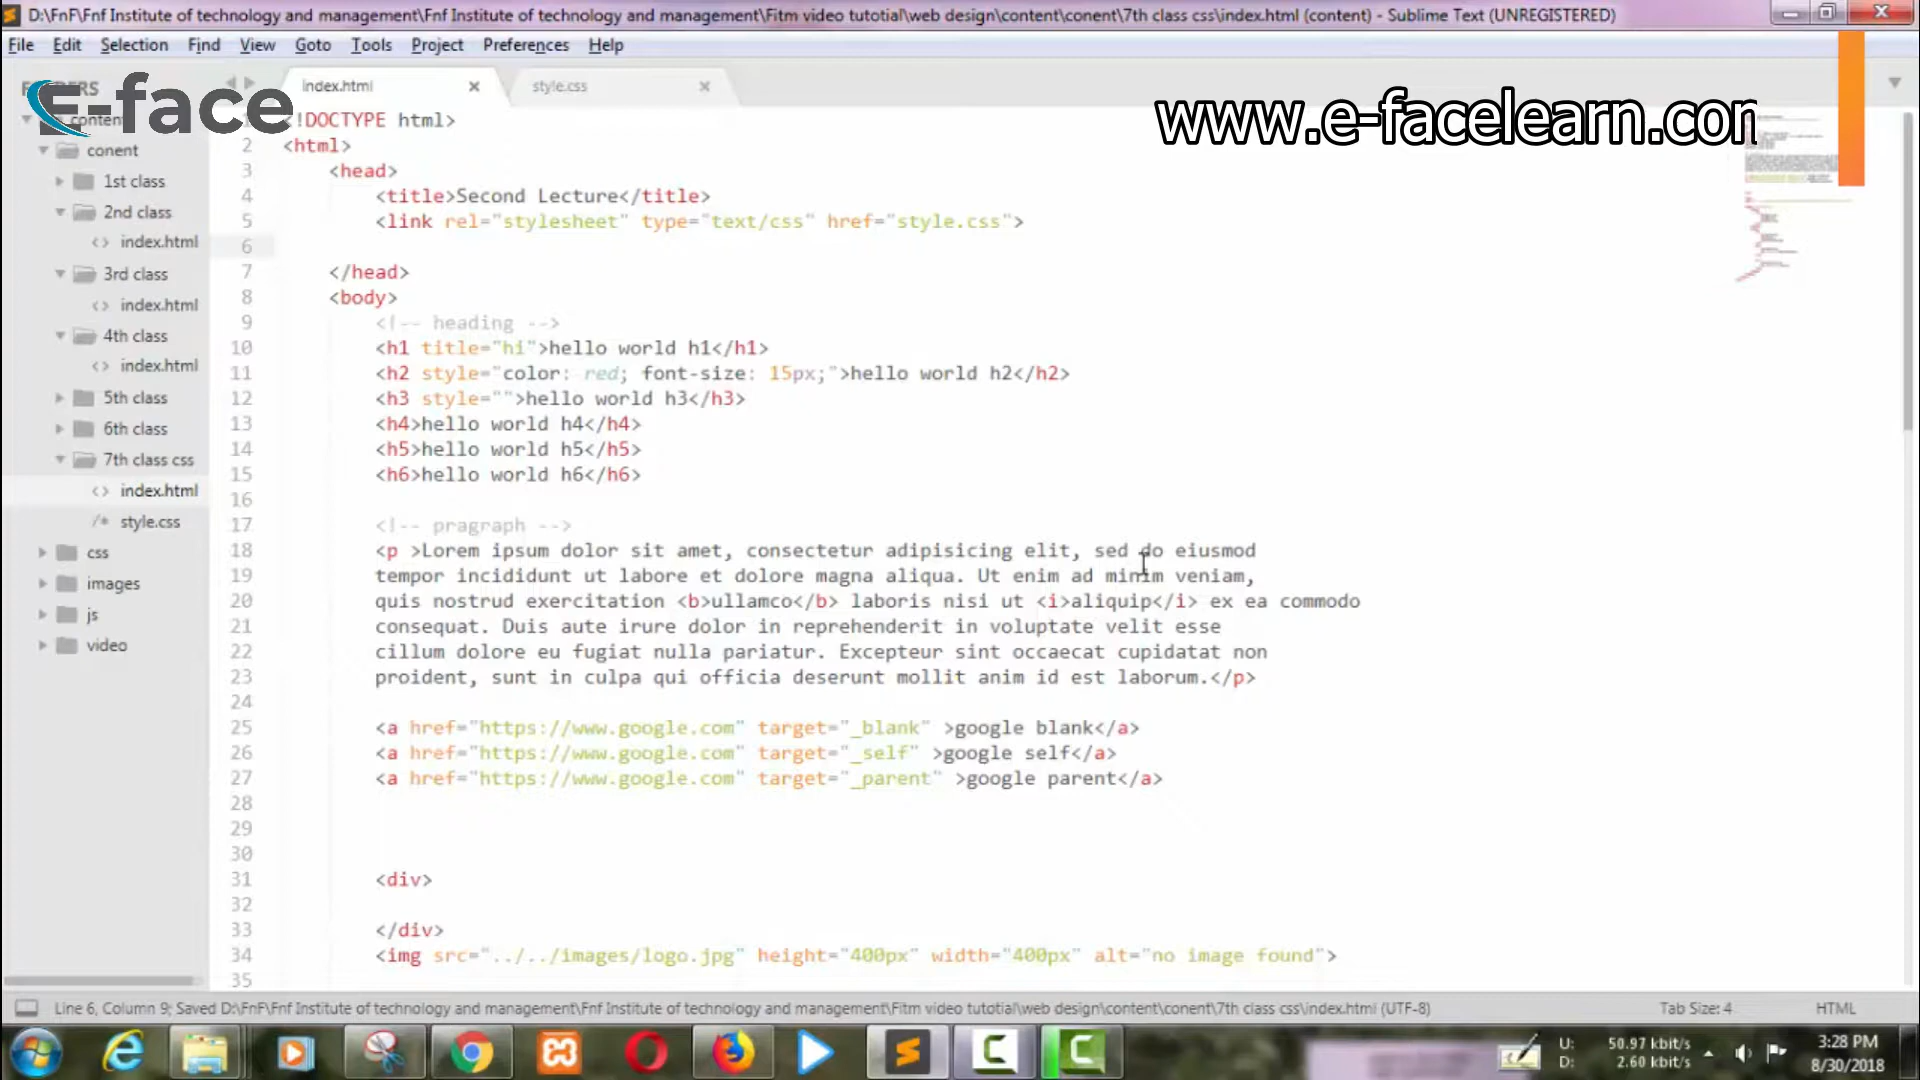 D:\FnF\Fnf Institute of technology and management\Fnf Institute of technology and management\Fitm video tutotial\web design\content\conent\7th class css\index.html (content) - Sublime Text (UNREGISTERED)
File Edit Selection Find View Goto Tools Project Preferences Help
index.html
style.css
E-face
www.e-facelearn.com
content
conent
1st class
2nd class
index.html
3rd class
index.html
4th class
index.html
5th class
6th class
7th class css
index.html
style.css
css
images
js
video
<!DOCTYPE html>
2 <html>
3 <head>
4 <title>Second Lecture</title>
5 <link rel="stylesheet" type="text/css" href="style.css">
6
7 </head>
8 <body>
9 <!-- heading -->
10 <h1 title="hi">hello world h1</h1>
11 <h2 style="color: red; font-size: 15px;">hello world h2</h2>
12 <h3 style="">hello world h3</h3>
13 <h4>hello world h4</h4>
14 <h5>hello world h5</h5>
15 <h6>hello world h6</h6>
16
17 <!-- pragraph -->
18 <p >Lorem ipsum dolor sit amet, consectetur adipisicing elit, sed do eiusmod
19 tempor incididunt ut labore et dolore magna aliqua. Ut enim ad minim veniam,
20 quis nostrud exercitation <b>ullamco</b> laboris nisi ut <i>aliquip</i> ex ea commodo
21 consequat. Duis aute irure dolor in reprehenderit in voluptate velit esse
22 cillum dolore eu fugiat nulla pariatur. Excepteur sint occaecat cupidatat non
23 proident, sunt in culpa qui officia deserunt mollit anim id est laborum.</p>
24
25 <a href="https://www.google.com" target="_blank" >google blank</a>
26 <a href="https://www.google.com" target="_self" >google self</a>
27 <a href="https://www.google.com" target="_parent" >google parent</a>
28
29
30
31 <div>
32
33 </div>
34 <img src="../../images/logo.jpg" height="400px" width="400px" alt="no image found">
35
Line 6, Column 9; Saved D:\FnF\Fnf Institute of technology and management\Fnf Institute of technology and management\Fitm video tutotial\web design\content\conent\7th class css\index.html (UTF-8)
Tab Size: 4
HTML
U: 50.97 kbit/s
D: 2.60 kbit/s
3:28 PM
8/30/2018